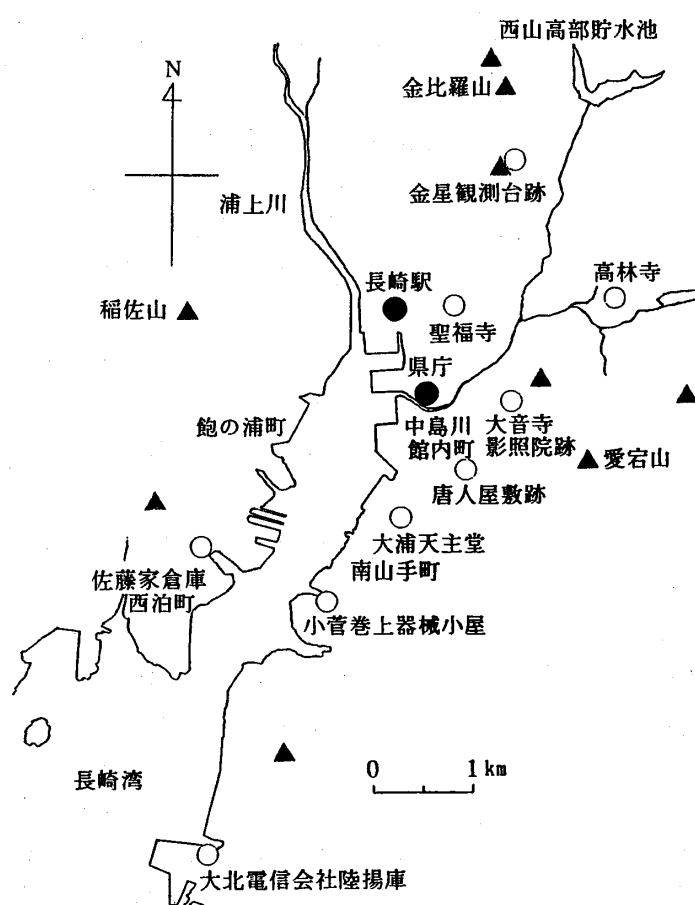 西山高部貯水池
N
金比羅山
金星観測台跡
浦上川
高林寺
長崎駅
稲佐山
聖福寺
県庁
飽の浦町
中島川
大音寺
館内町
影照院跡
愛宕山
唐人屋敷跡
大浦天主堂
佐藤家倉庫
南山手町
西泊町
小菅巻上器械小屋
長崎湾
0 1km
大北電信会社陸揚庫